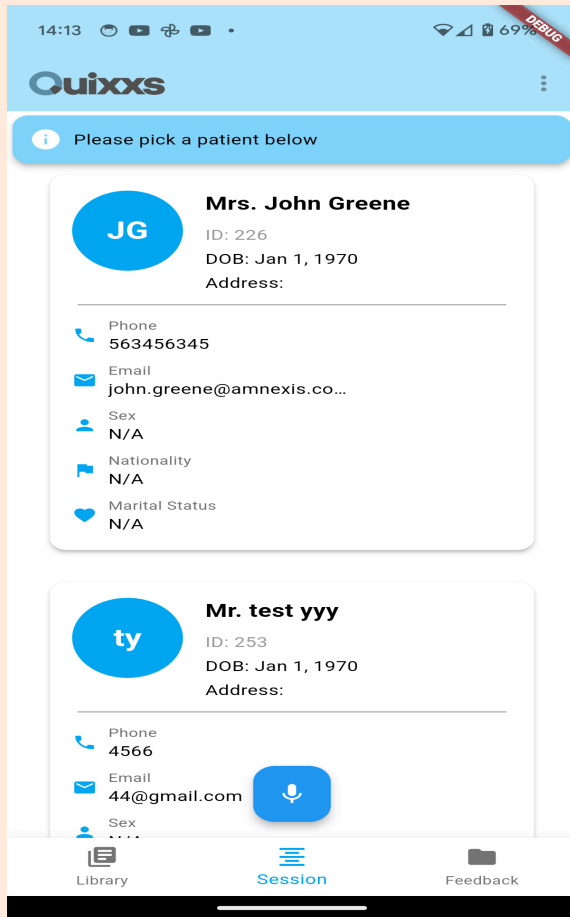 14:13
69%
DEBUG
Quixxs
Please pick a patient below
JG
Mrs. John Greene
ID: 226
DOB: Jan 1, 1970
Address:
Phone
563456345
Email
john.greene@amnexis.co...
Sex
N/A
Nationality
N/A
Marital Status
N/A
ty
Mr. test yyy
ID: 253
DOB: Jan 1, 1970
Address:
Phone
4566
Email
44@gmail.com
Sex
Library
Session
Feedback